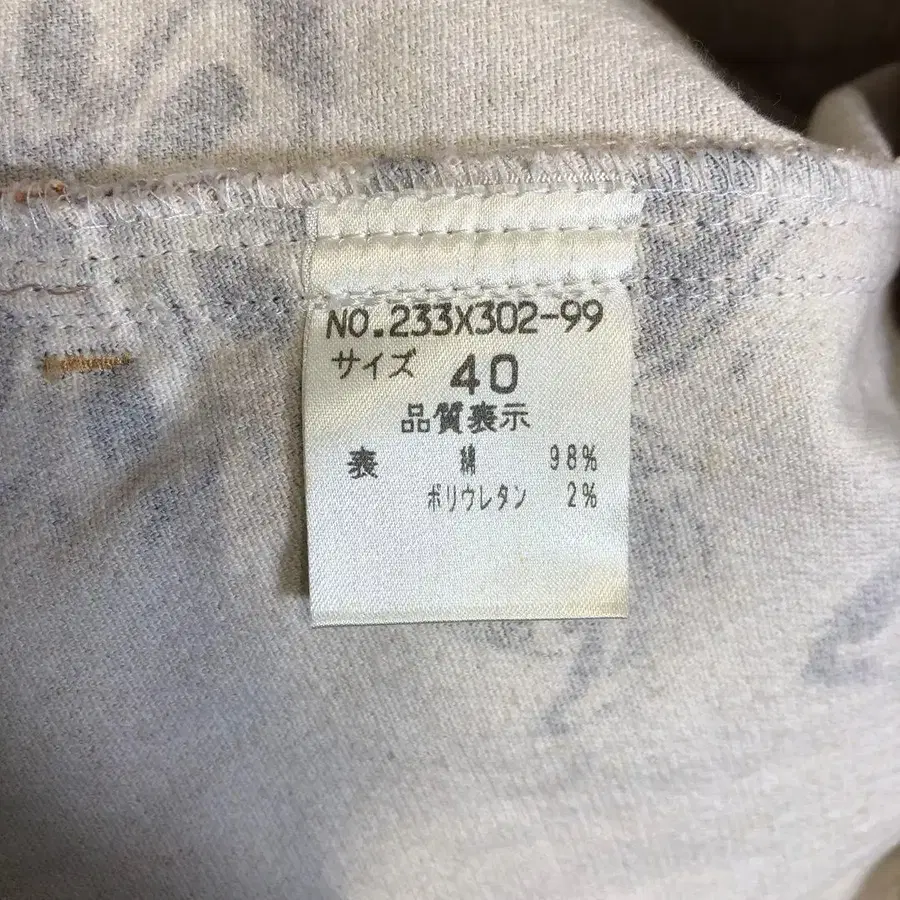 NO.233X302-99
サイズ 40
品質表示
表 綿 98%
ポリウレタン 2%